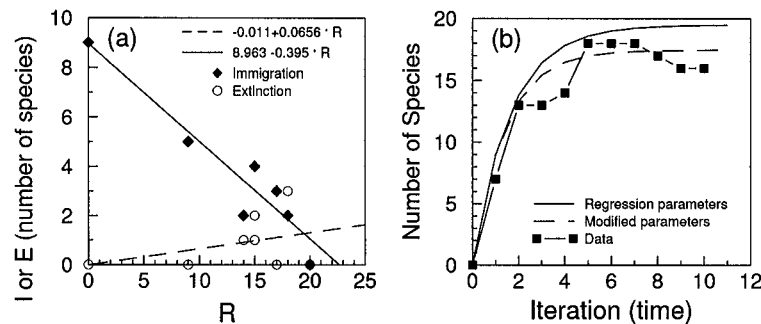 (a)
-0.011+0.0656 * R
8.963 -0.395 * R
Immigration
Extinction
I or E (number of species)
10
8
6
4
2
0
0 5 10 15 20 25
R
(b)
Number of Species
20
15
10
5
0
0 2 4 6 8 10 12
Regression parameters
Modified parameters
Data
Iteration (time)